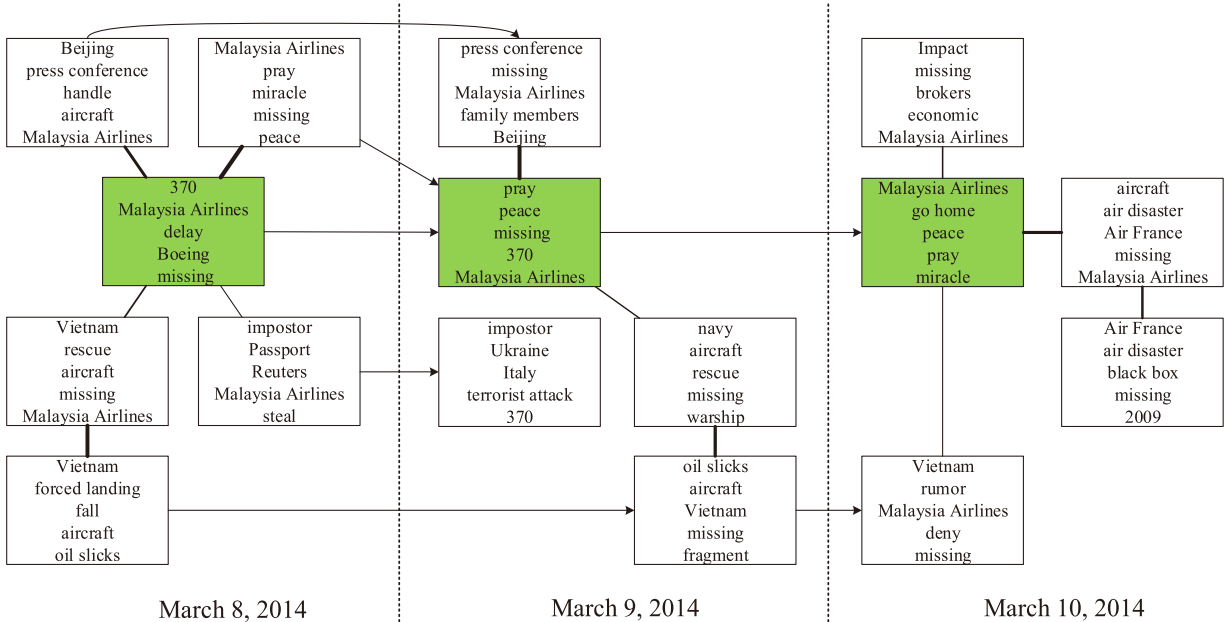 Beijing
press conference
handle
aircraft
Malaysia Airlines
Malaysia Airlines
pray
miracle
missing
peace
370
Malaysia Airlines
delay
Boeing
missing
Vietnam
rescue
aircraft
missing
Malaysia Airlines
impostor
Passport
Reuters
Malaysia Airlines
steal
Vietnam
forced landing
fall
aircraft
oil slicks
March 8, 2014
press conference
missing
Malaysia Airlines
family members
Beijing
pray
peace
missing
370
Malaysia Airlines
impostor
Ukraine
Italy
terrorist attack
370
navy
aircraft
rescue
missing
warship
oil slicks
aircraft
Vietnam
missing
fragment
March 9, 2014
Impact
missing
brokers
economic
Malaysia Airlines
Malaysia Airlines
go home
peace
pray
miracle
aircraft
air disaster
Air France
missing
Malaysia Airlines
Air France
air disaster
black box
missing
2009
Vietnam
rumor
Malaysia Airlines
deny
missing
March 10, 2014